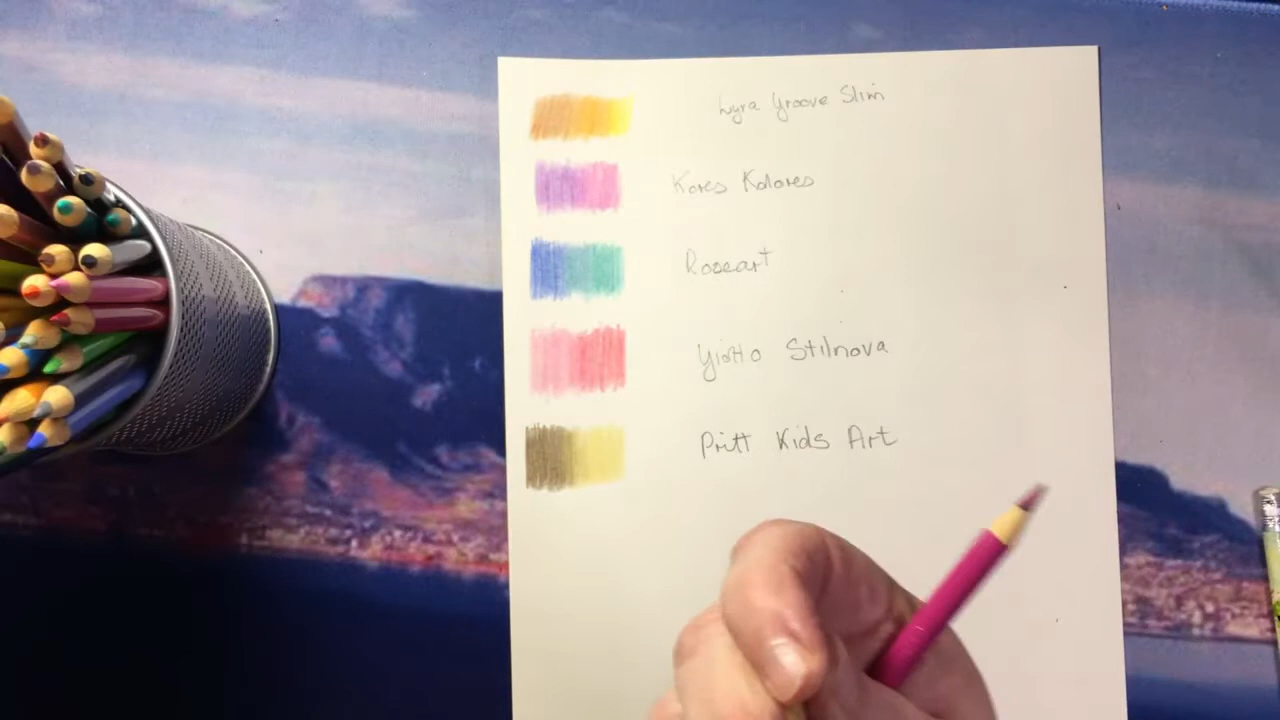 Lyra Groove Slim
Kores Kolores
Roseart
Giotto Stilnova
Pritt Kids Art